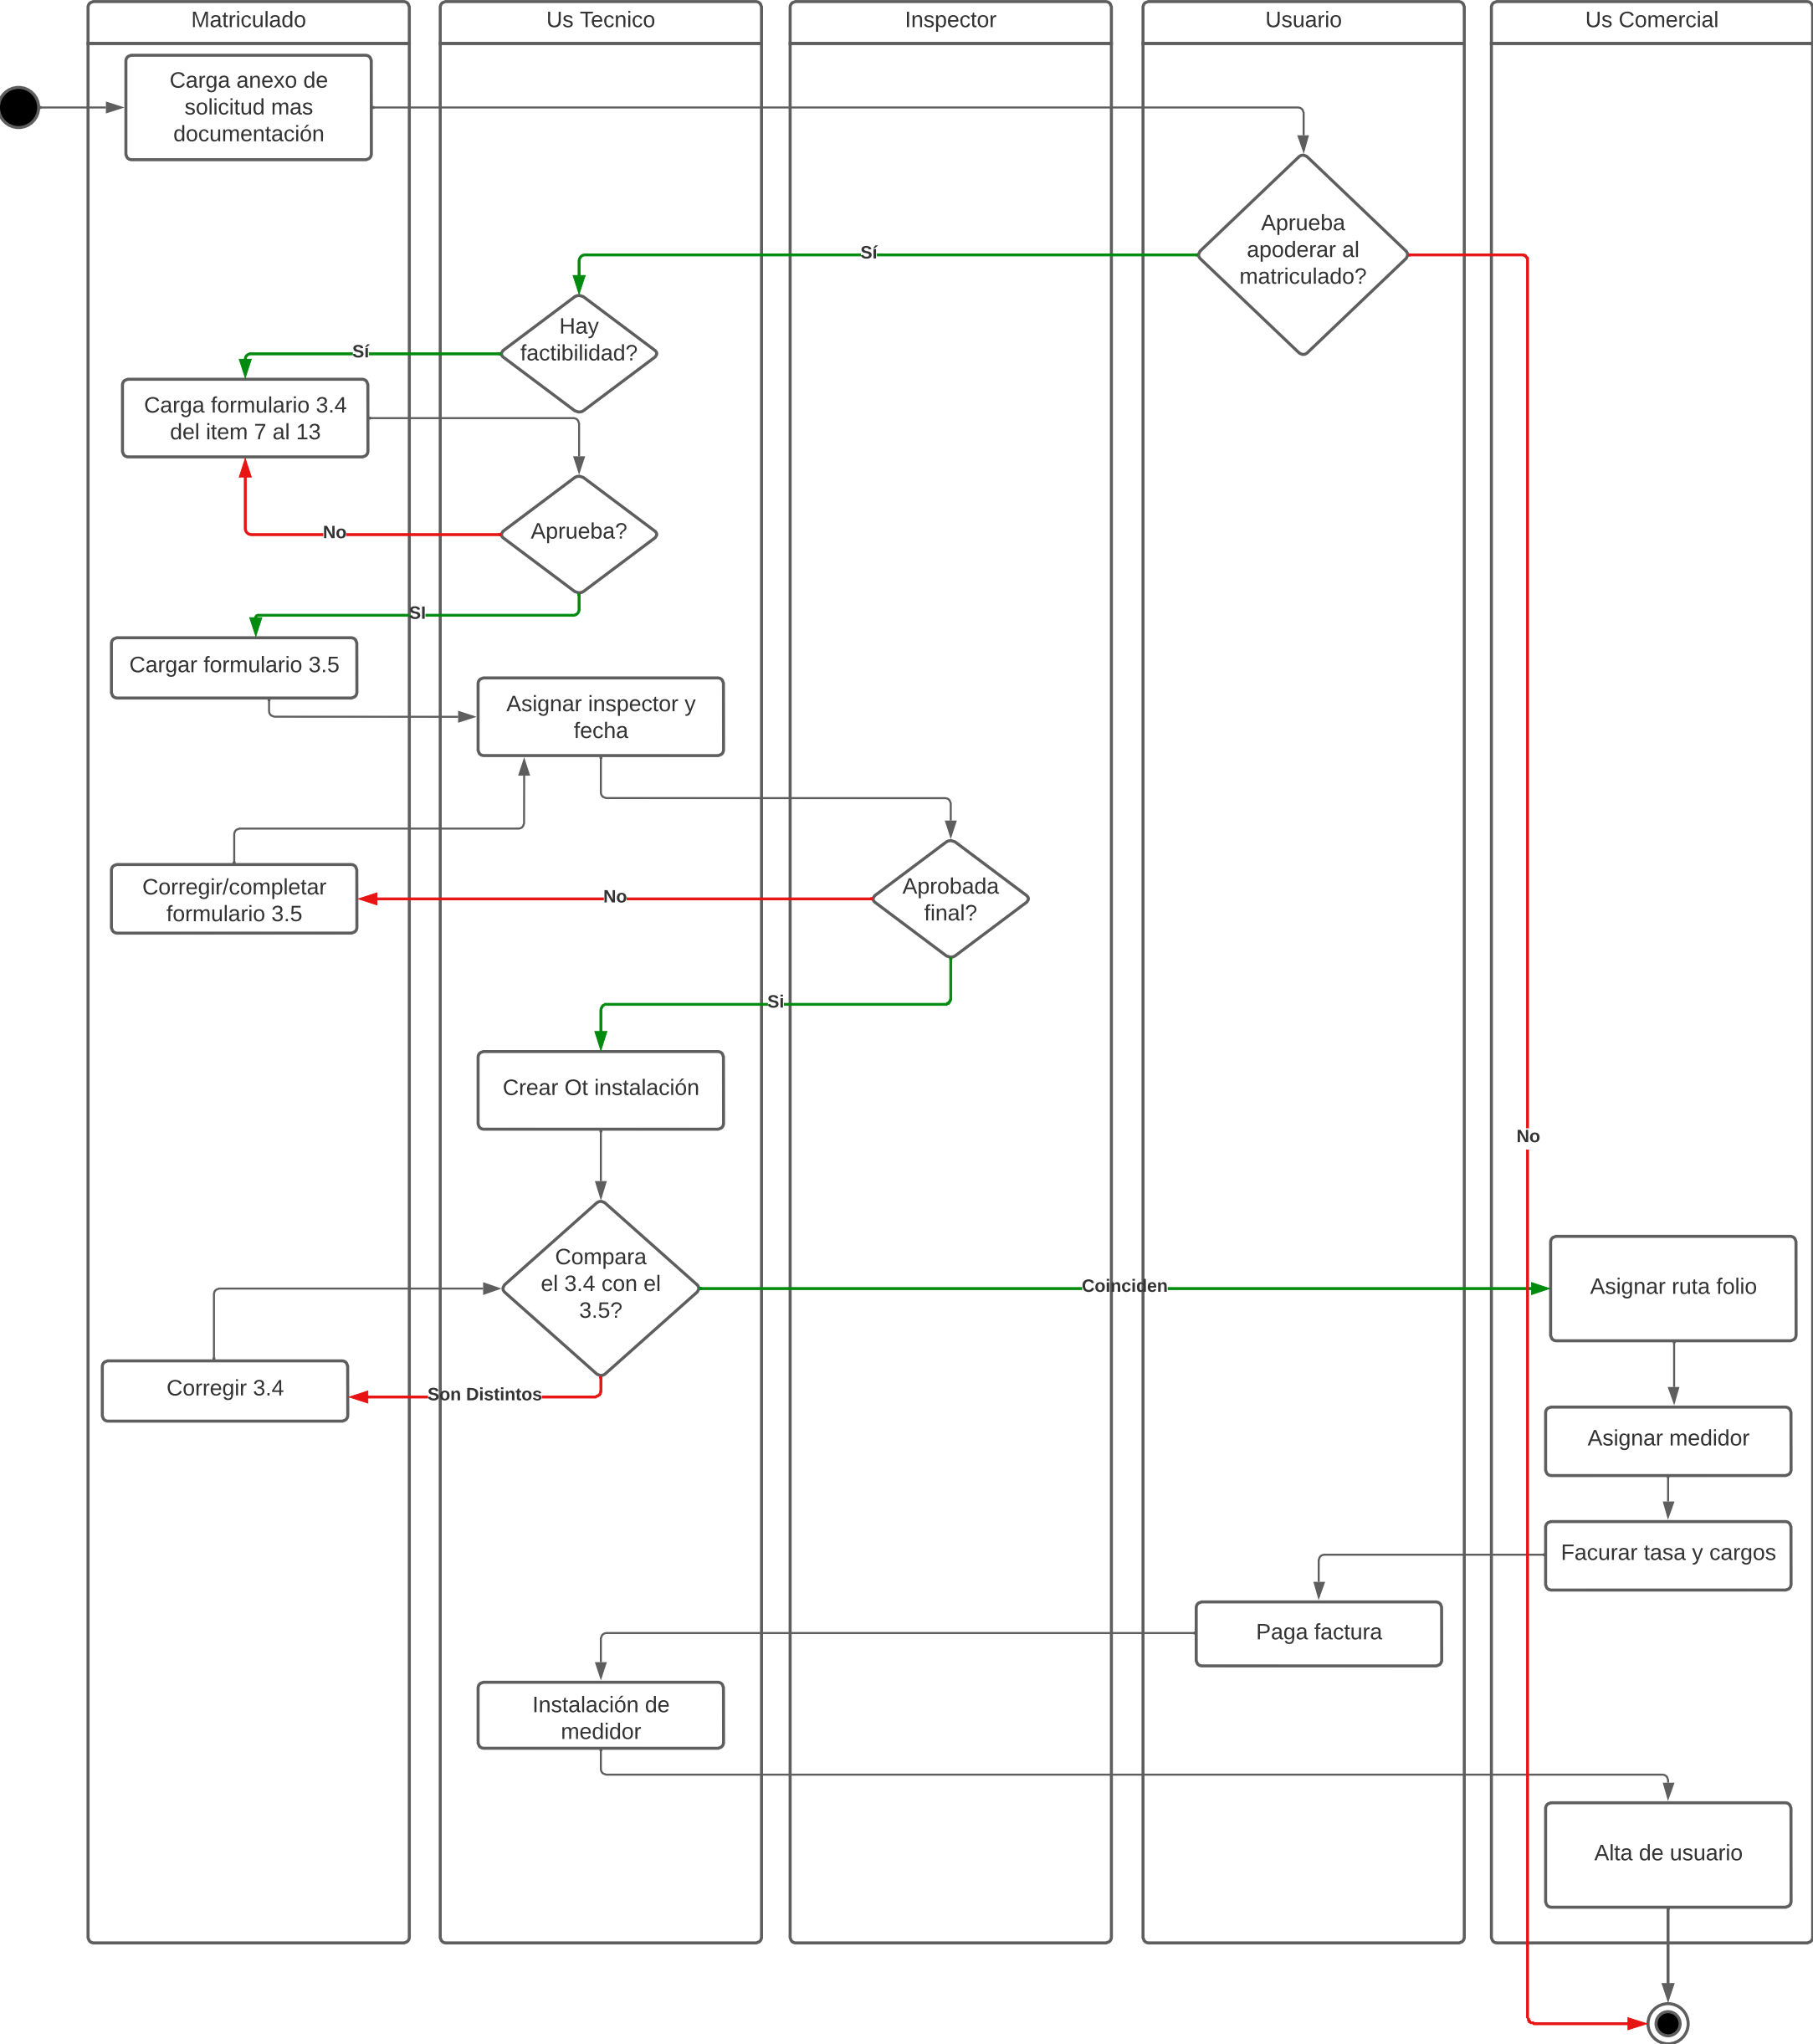 Matriculado
Us Tecnico
Inspector
Usuario
Us Comercial
Carga anexo de
solicitud mas
documentación
Aprueba
apoderar al
matriculado?
Sí
Hay
factibilidad?
Sí
Carga formulario 3.4
del item 7 al 13
Aprueba?
No
SI
Cargar formulario 3.5
Asignar inspector y
fecha
Corregir/completar
formulario 3.5
No
Aprobada
final?
Si
Crear Ot instalación
No
Compara
el 3.4 con el
3.5?
Coinciden
Asignar ruta folio
Corregir 3.4
Son Distintos
Asignar medidor
Facurar tasa y cargos
Paga factura
Instalación de
medidor
Alta de usuario